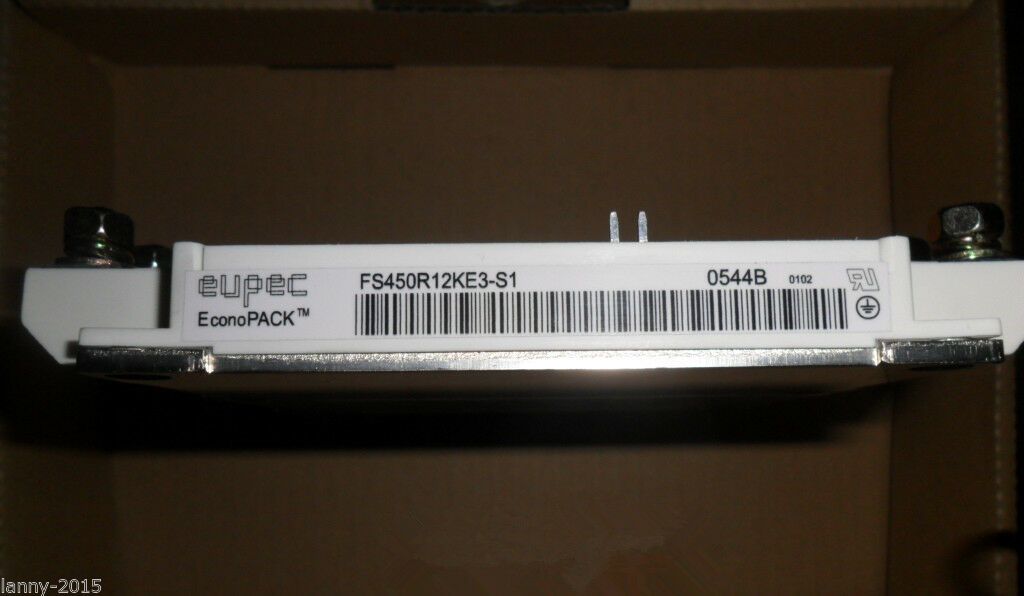 eupec FS450R12KE3-S1 0544B 0102
EconoPACK™
lanny-2015